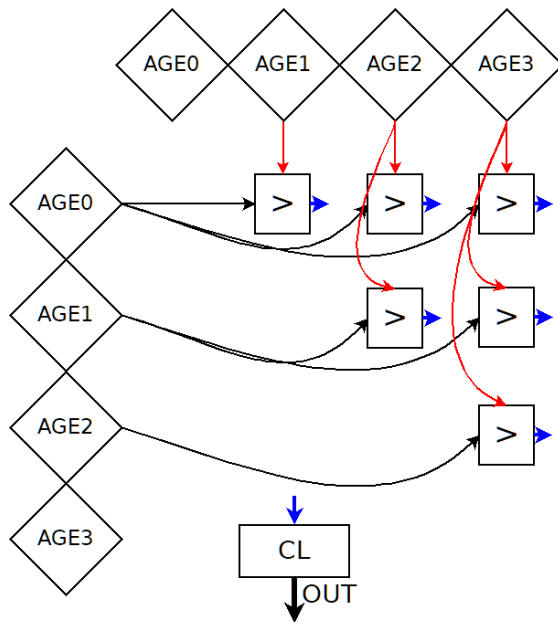 AGE0 AGE1 AGE2 AGE3
AGE0 > > >
AGE1 > >
AGE2 >
AGE3
CL
OUT